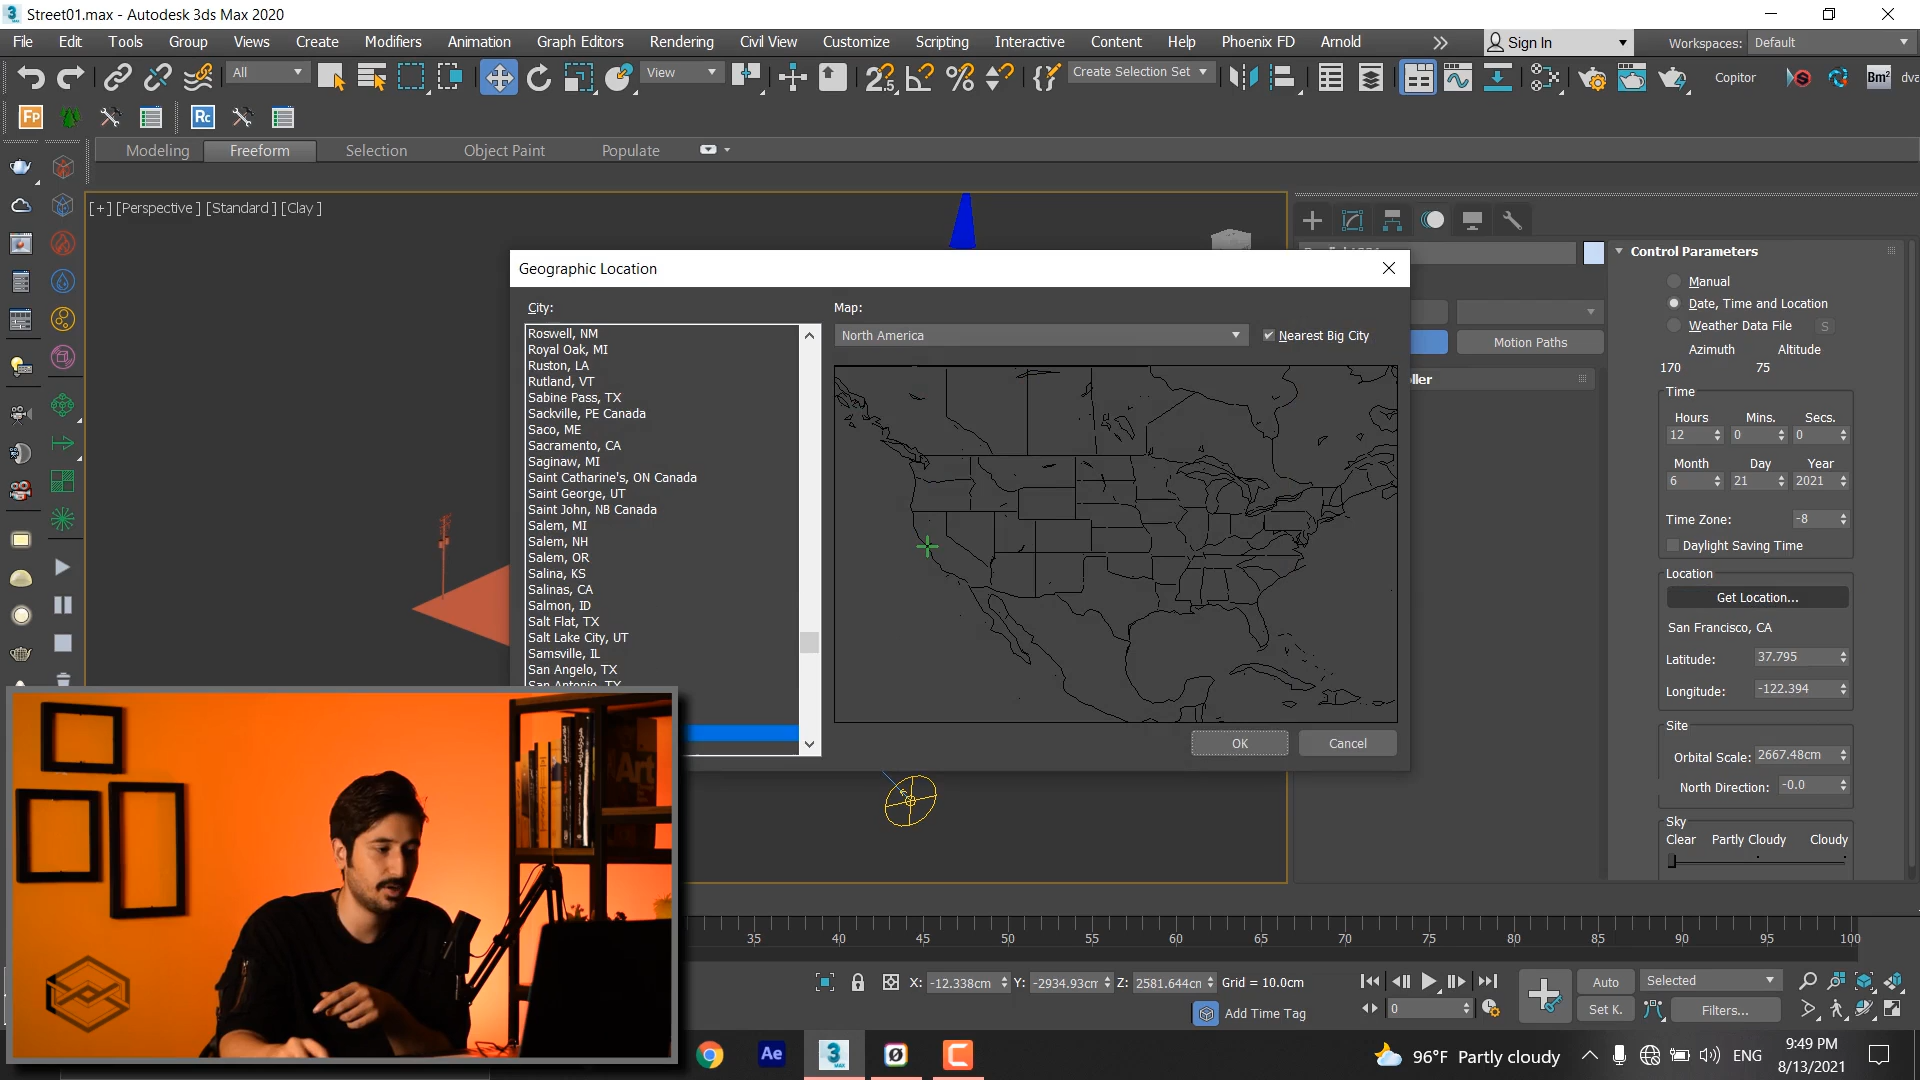 Street01.max - Autodesk 3ds Max 2020
File Edit Tools Group Views Create Modifiers Animation Graph Editors Rendering Civil View Customize Scripting Interactive Content Help Phoenix FD Arnold
Sign In
Workspaces: Default
All
View
Create Selection Set
Copitor
Bm²
Fp
Rc
Modeling Freeform Selection Object Paint Populate
[+] [Perspective ] [Standard ] [Clay ]
Geographic Location
City:
Roswell, NM
Royal Oak, MI
Ruston, LA
Rutland, VT
Sabine Pass, TX
Sackville, PE Canada
Saco, ME
Sacramento, CA
Saginaw, MI
Saint Catharine's, ON Canada
Saint George, UT
Saint John, NB Canada
Salem, MI
Salem, NH
Salem, OR
Salina, KS
Salinas, CA
Salmon, ID
Salt Flat, TX
Salt Lake City, UT
Samsville, IL
San Angelo, TX
San Antonio, TX
Map:
North America
Nearest Big City
OK Cancel
Motion Paths
Control Parameters
Manual
Date, Time and Location
Weather Data File S
Azimuth Altitude
170 75
Time
Hours Mins. Secs.
12 0 0
Month Day Year
6 21 2021
Time Zone: -8
Daylight Saving Time
Location
Get Location...
San Francisco, CA
Latitude: 37.795
Longitude: -122.394
Site
Orbital Scale: 2667.48cm
North Direction: -0.0
Sky
Clear Partly Cloudy Cloudy
35 40 45 50 55 60 65 70 75 80 85 90 95 100
X: -12.338cm Y: -2934.93cm Z: 2581.644cm Grid = 10.0cm
Add Time Tag
0
Auto Selected
Set K. Filters...
Art
Ae
3
MAX
96°F Partly cloudy
ENG
9:49 PM
8/13/2021